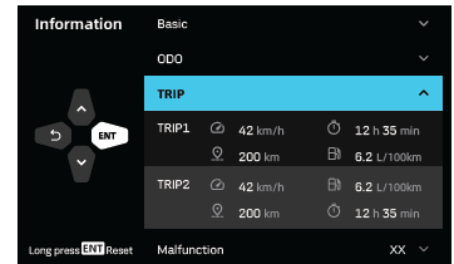 Information
Basic
ODO
TRIP
TRIP1 42 km/h 12 h 35 min
200 km 6.2 L/100km
TRIP2 42 km/h 6.2 L/100km
200 km 12 h 35 min
ENT
Long press ENT Reset
Malfunction XX